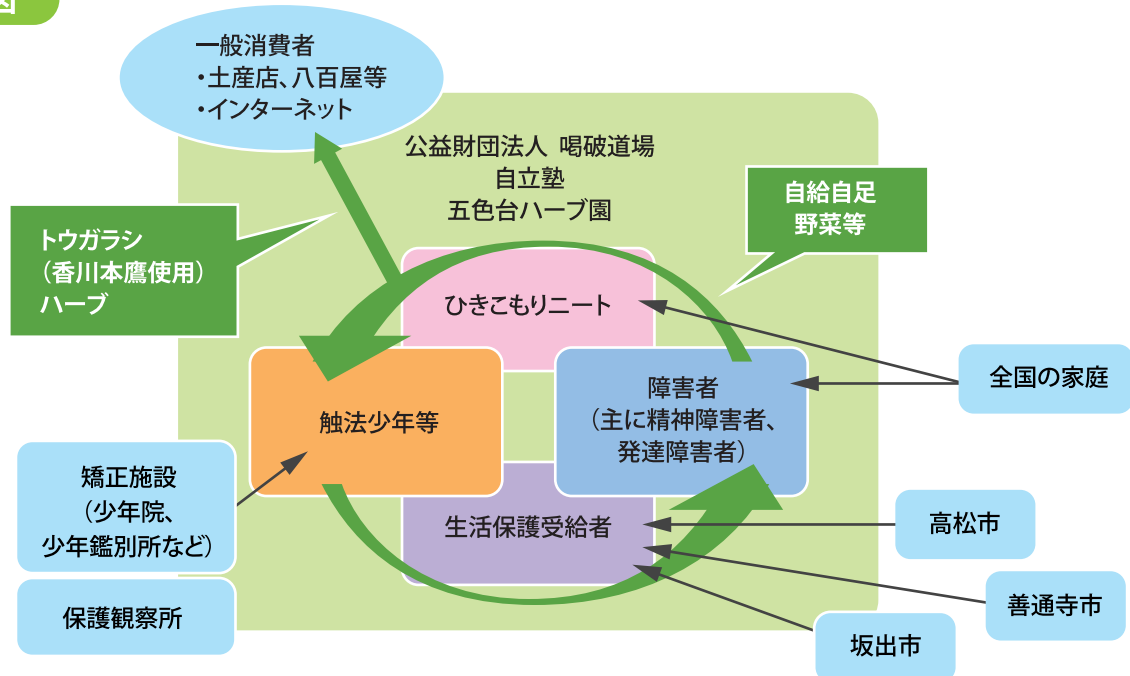 図
一般消費者
・土産店、八百屋等
・インターネット
公益財団法人 喝破道場
自立塾
五色台ハーブ園
自給自足
野菜等
トウガラシ
（香川本鷹使用）
ハーブ
ひきこもりニート
全国の家庭
触法少年等
障害者
（主に精神障害者、
発達障害者）
矯正施設
（少年院、
少年鑑別所など）
生活保護受給者
高松市
保護観察所
善通寺市
坂出市